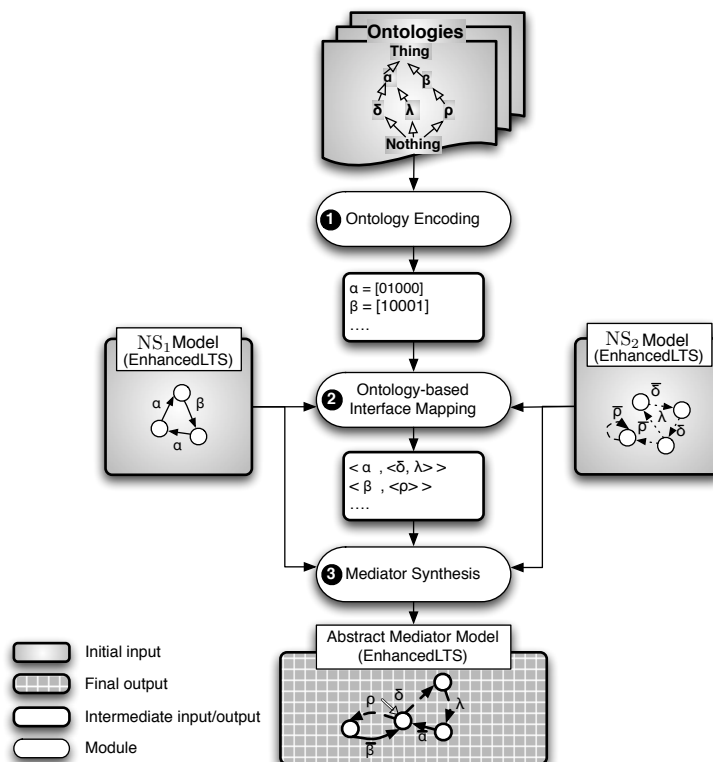 Ontologies
Thing
α β
δ λ ρ
Nothing
1 Ontology Encoding
α = [01000]
β = [10001]
....
NS₁ Model
(EnhancedLTS)
α β
α
NS₂ Model
(EnhancedLTS)
δ̅
ρ̅ λ
ρ̅ δ̅
2 Ontology-based
Interface Mapping
< α , <δ, λ> >
< β , <ρ> >
....
3 Mediator Synthesis
Abstract Mediator Model
(EnhancedLTS)
ρ δ
λ
β̅ α̅
Initial input
Final output
Intermediate input/output
Module